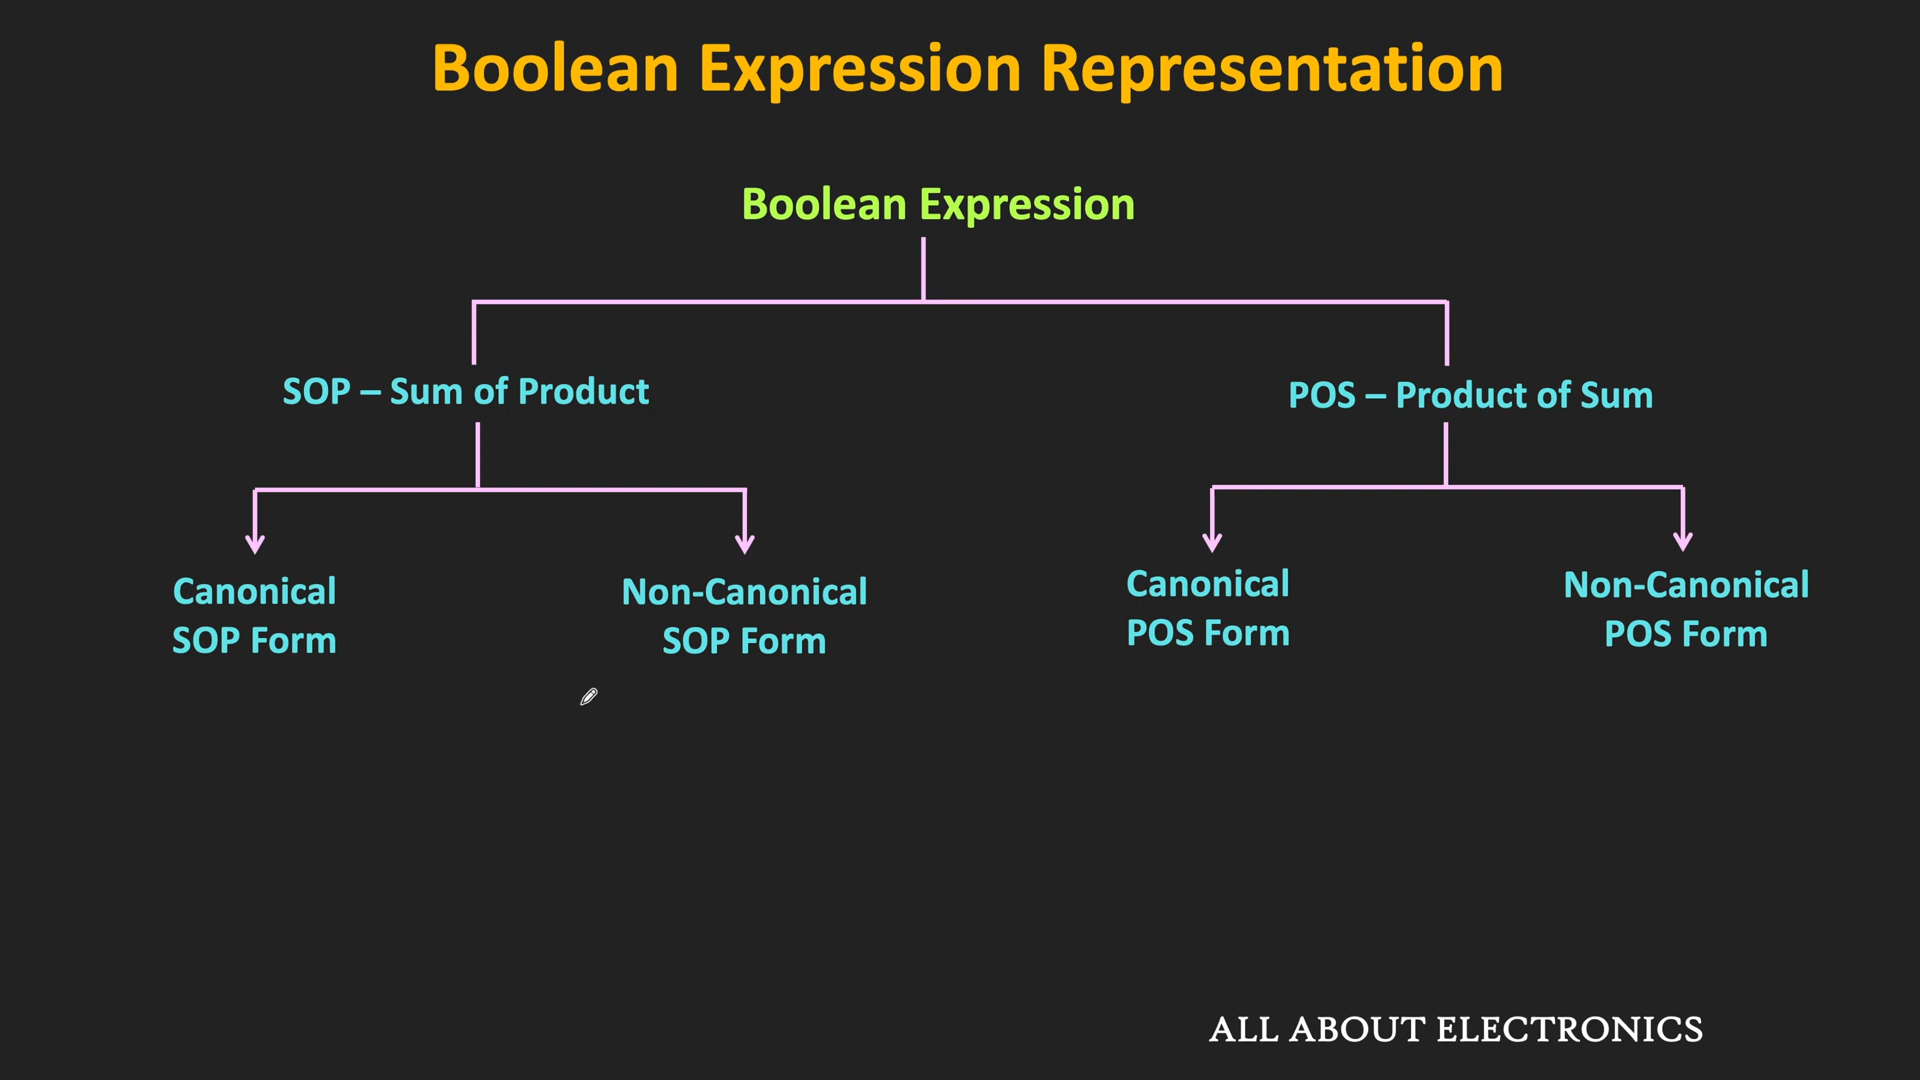 Boolean Expression Representation
Boolean Expression
SOP – Sum of Product
POS – Product of Sum
Canonical
SOP Form
Non-Canonical
SOP Form
Canonical
POS Form
Non-Canonical
POS Form
ALL ABOUT ELECTRONICS